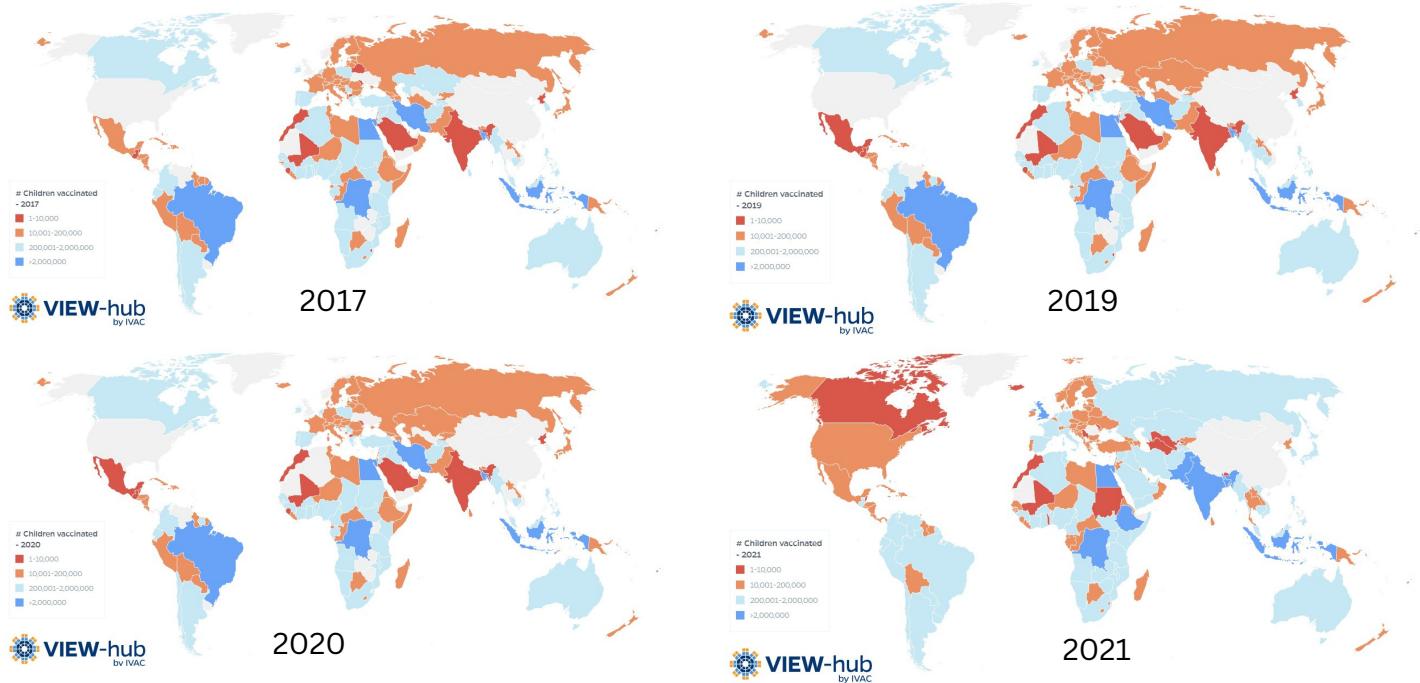 # Children vaccinated
- 2017
1-10,000
10,001-200,000
200,001-2,000,000
>2,000,000
VIEW-hub
by IVAC
2017
# Children vaccinated
- 2019
1-10,000
10,001-200,000
200,001-2,000,000
>2,000,000
VIEW-hub
by IVAC
2019
# Children vaccinated
- 2020
1-10,000
10,001-200,000
200,001-2,000,000
>2,000,000
VIEW-hub
by IVAC
2020
# Children vaccinated
- 2021
1-10,000
10,001-200,000
200,001-2,000,000
>2,000,000
VIEW-hub
by IVAC
2021